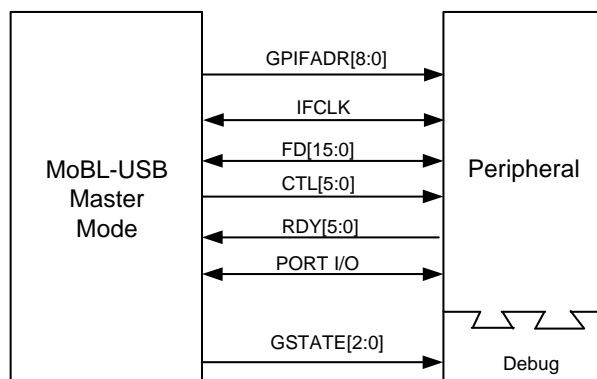 GPIFADR[8:0]
IFCLK
FD[15:0]
MoBL-USB
Master
Mode
CTL[5:0]
Peripheral
RDY[5:0]
PORT I/O
GSTATE[2:0]
Debug